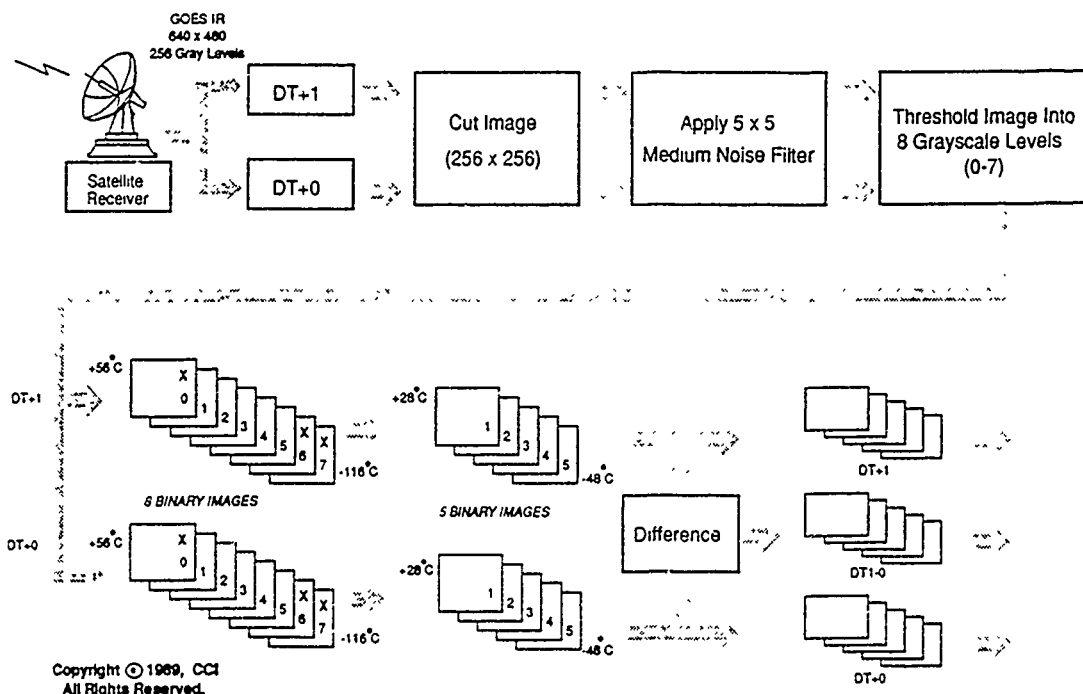 GOES IR
640 x 480
256 Gray Levels
Satellite
Receiver
DT+1
DT+0
Cut Image
(256 x 256)
Apply 5 x 5
Medium Noise Filter
Threshold Image Into
8 Grayscale Levels
(0-7)
DT+1
+56°C
X
0
1
2
3
4
5
X
6
X
7
-116°C
+28°C
1
2
3
4
5
-48°C
DT+1
8 BINARY IMAGES
5 BINARY IMAGES
Difference
DT1-0
DT+0
+56°C
X
0
1
2
3
4
5
X
6
X
7
-116°C
+28°C
1
2
3
4
5
-48°C
DT+0
Copyright © 1989, CCI
All Rights Reserved.